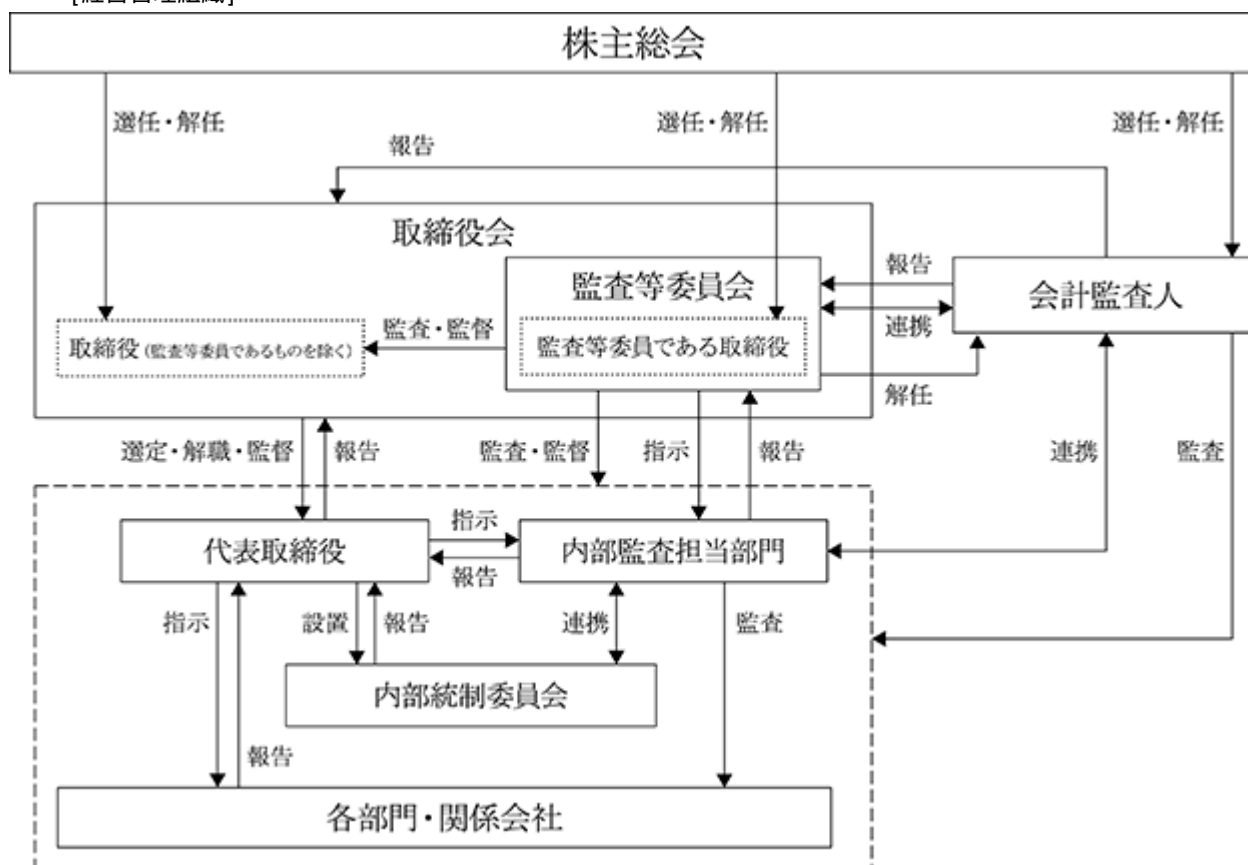 [経営管理組織]
株主総会
選任・解任
選任・解任
選任・解任
報告
取締役会
監査等委員会
報告
会計監査人
連携
取締役(監査等委員であるものを除く)
監査・監督
監査等委員である取締役
解任
選定・解職・監督
報告
監査・監督
指示
報告
連携
監査
代表取締役
指示
報告
内部監査担当部門
指示
設置
報告
連携
監査
内部統制委員会
報告
各部門・関係会社